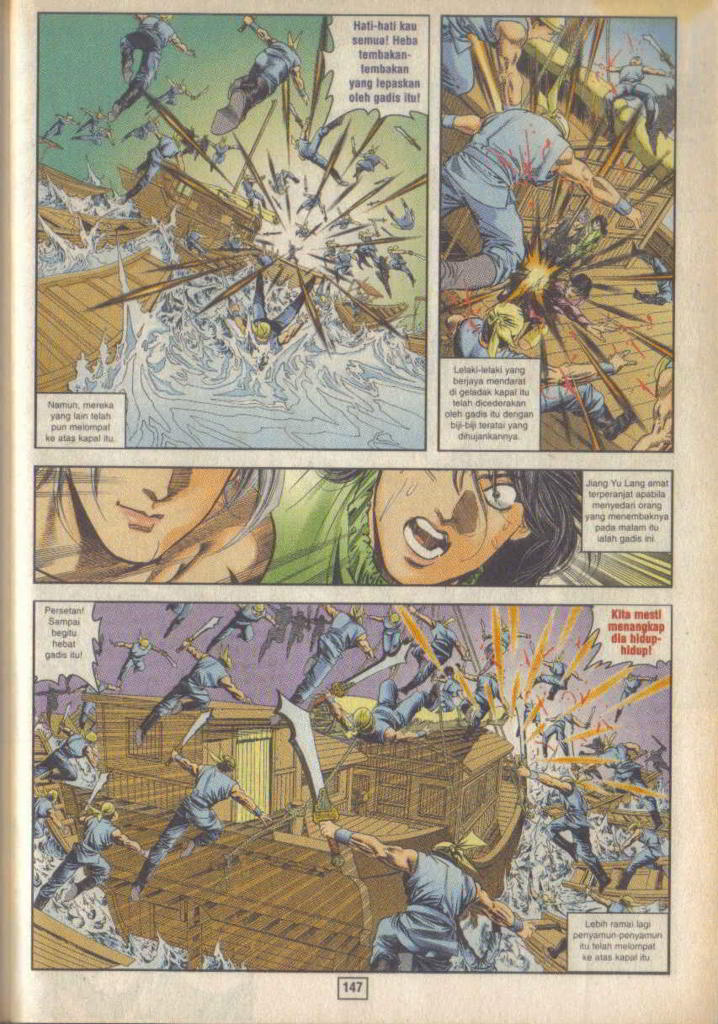 Hati-hati kau
semua! Heba
tembakan-
tembakan
yang lepaskan
oleh gadis itu!
Namun, mereka
yang lain telah
pun melompat
ke atas kapal itu.
Lelaki-lelaki yang
berjaya mendarat
di geladak kapal itu
telah dicederakan
oleh gadis itu dengan
biji-biji teratai yang
dihujankannya.
Jiang Yu Lang amat
terperanjat apabila
menyedari orang
yang menembaknya
pada malam itu
ialah gadis ini.
Persetan!
Sampai
begitu
hebat
gadis itu!
Kita mesti
menangkap
dia hidup-
hidup!
Lebih ramai lagi
penyamun-penyamun
itu telah melompat
ke atas kapal itu.
147